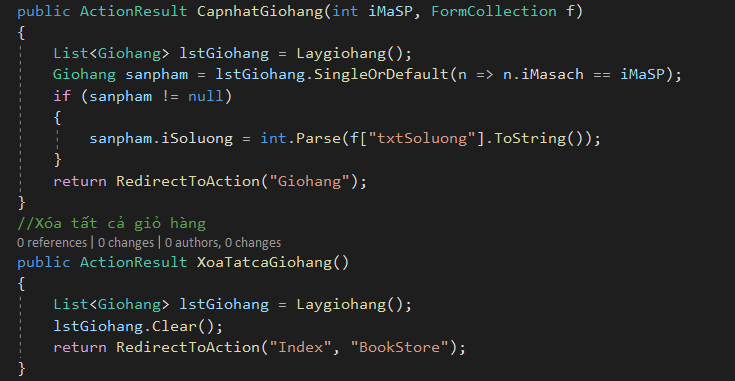 public ActionResult CapnhatGiohang(int iMaSP, FormCollection f)
{
    List<Giohang> lstGiohang = Laygiohang();
    Giohang sanpham = lstGiohang.SingleOrDefault(n => n.iMasach == iMaSP);
    if (sanpham != null)
    {
        sanpham.iSoluong = int.Parse(f["txtSoluong"].ToString());
    }
    return RedirectToAction("Giohang");
}
//Xóa tất cả giỏ hàng
0 references | 0 changes | 0 authors, 0 changes
public ActionResult XoaTatcaGiohang()
{
    List<Giohang> lstGiohang = Laygiohang();
    lstGiohang.Clear();
    return RedirectToAction("Index", "BookStore");
}